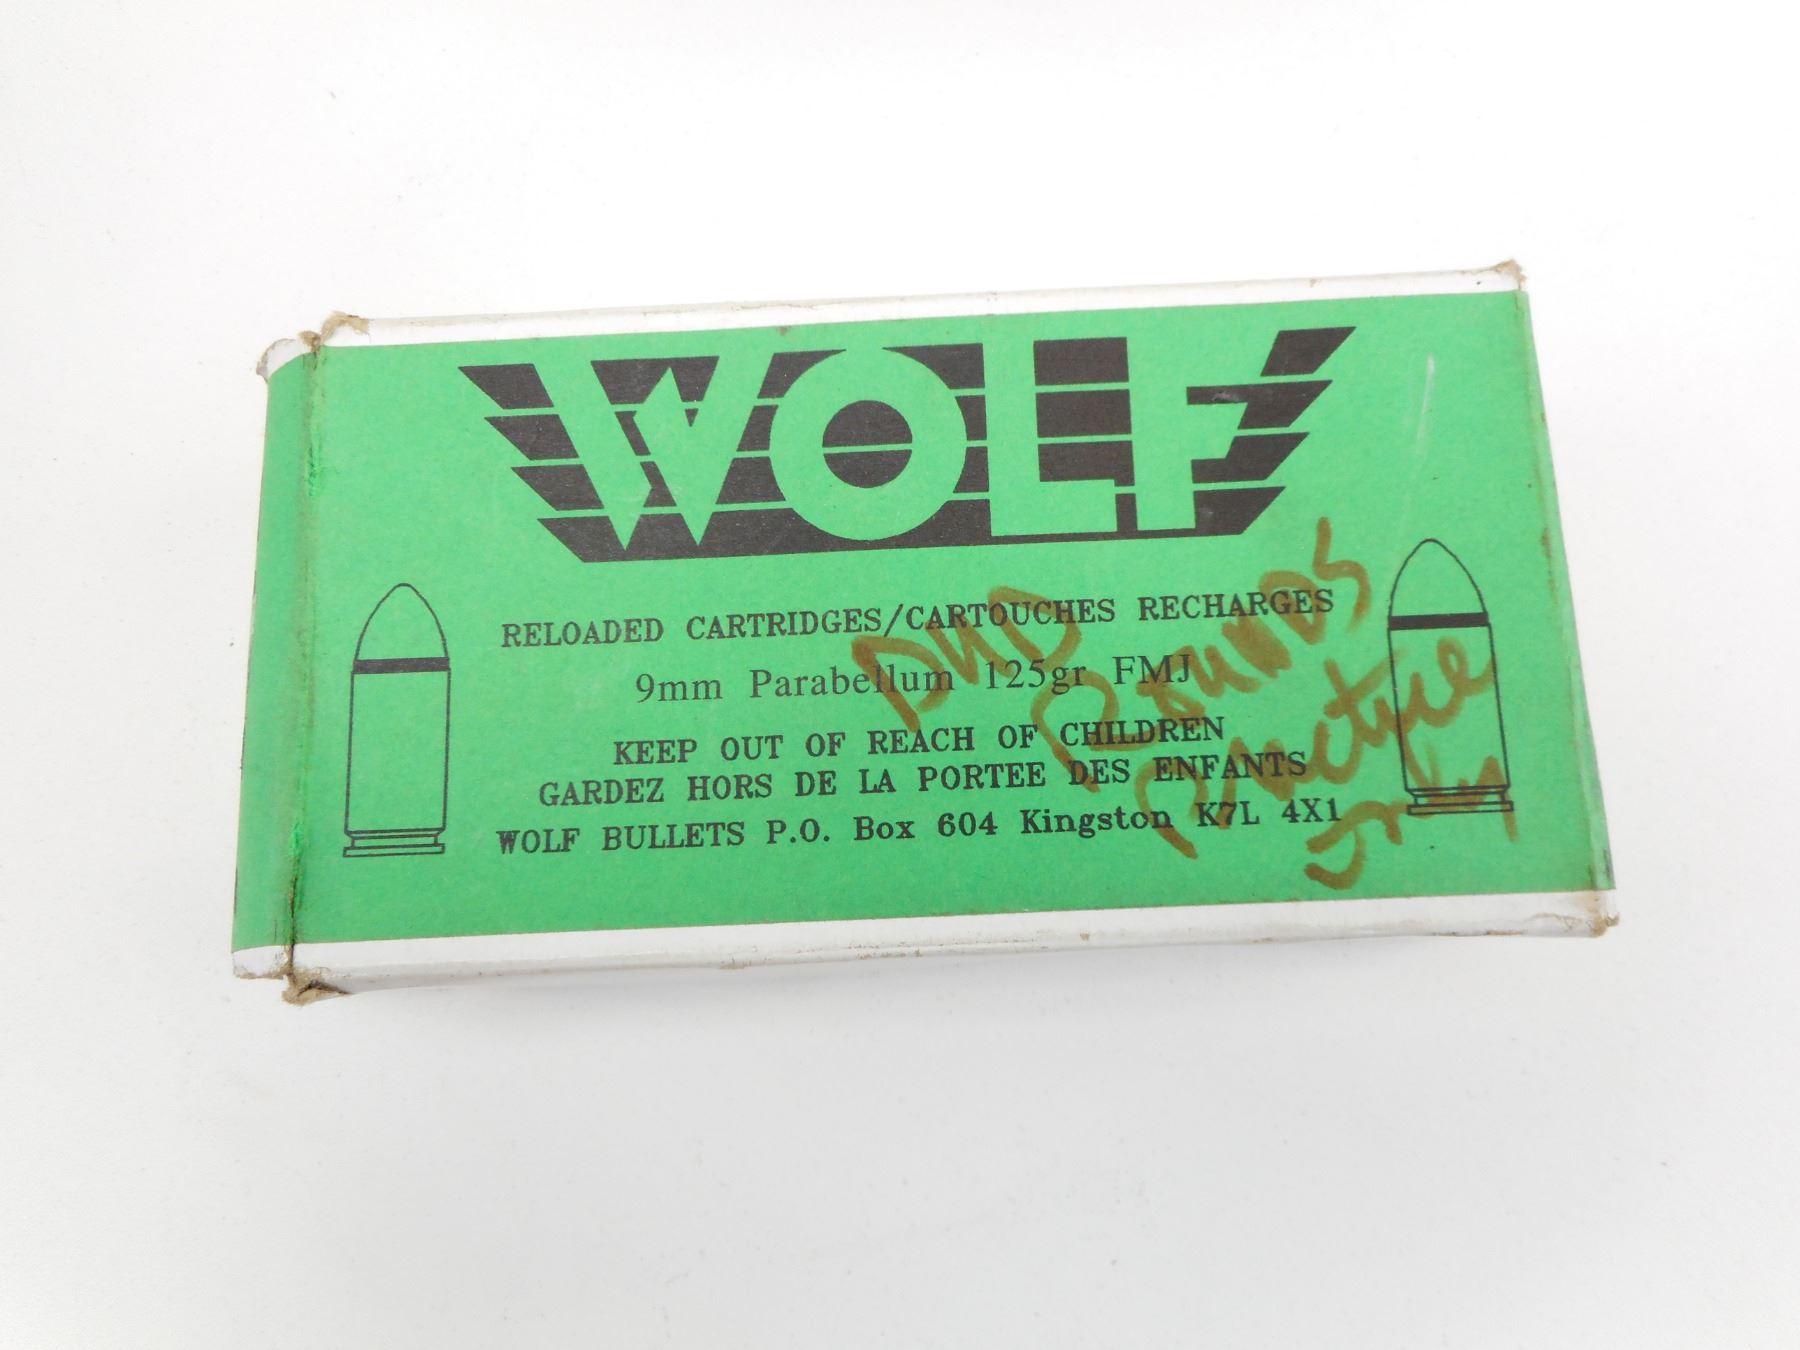 WOLF
RELOADED CARTRIDGES/CARTOUCHES RECHARGES
9mm Parabellum 125gr FMJ
KEEP OUT OF REACH OF CHILDREN
GARDEZ HORS DE LA PORTEE DES ENFANTS
WOLF BULLETS P.O. Box 604 Kingston K7L 4X1
DUD
Rounds
Practice